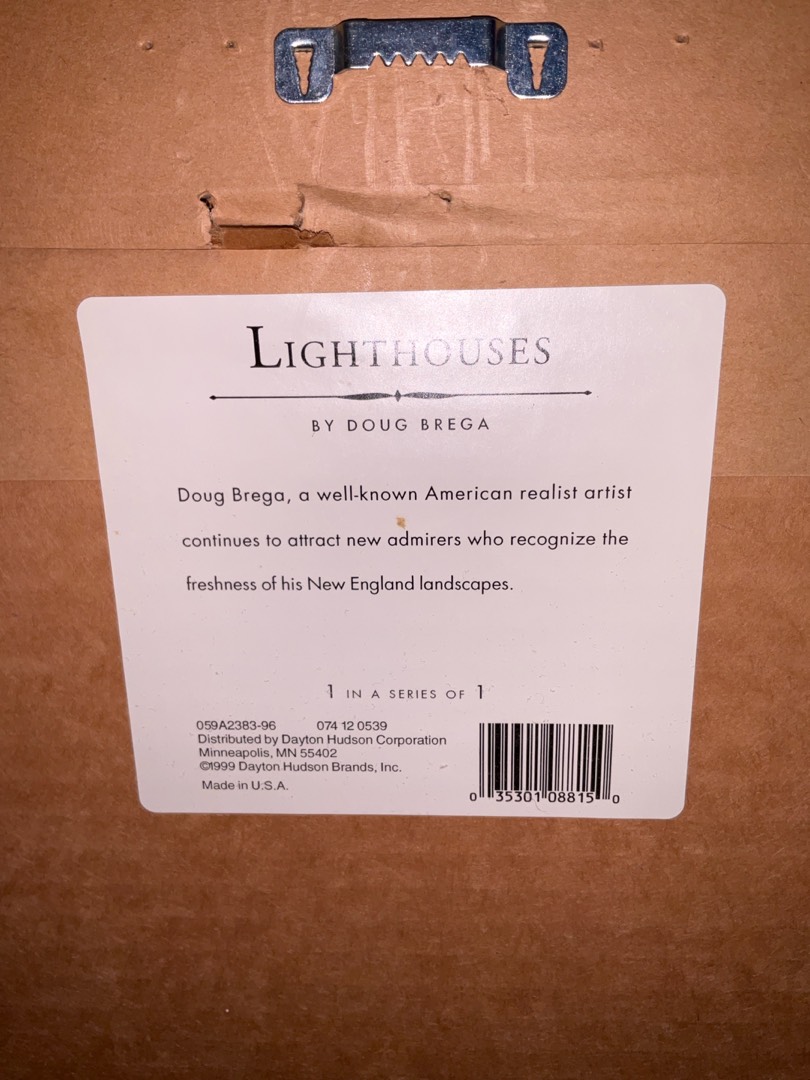 LIGHTHOUSES
BY DOUG BREGA
Doug Brega, a well-known American realist artist
continues to attract new admirers who recognize the
freshness of his New England landscapes.
1 IN A SERIES OF 1
059A2383-96 074 12 0539
Distributed by Dayton Hudson Corporation
Minneapolis, MN 55402
©1999 Dayton Hudson Brands, Inc.
Made in U.S.A.
0 35301 08815 0